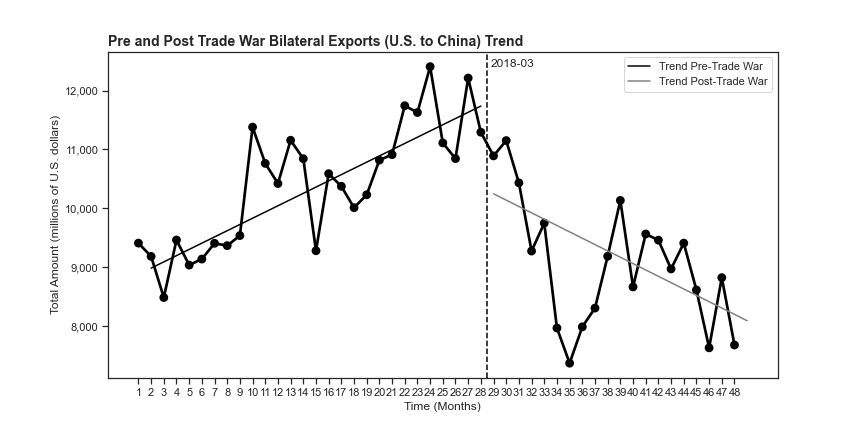 Pre and Post Trade War Bilateral Exports (U.S. to China) Trend
2018-03
Trend Pre-Trade War
Trend Post-Trade War
Total Amount (millions of U.S. dollars)
12,000
11,000
10,000
9,000
8,000
1 2 3 4 5 6 7 8 9 10 11 12 13 14 15 16 17 18 19 20 21 22 23 24 25 26 27 28 29 30 31 32 33 34 35 36 37 38 39 40 41 42 43 44 45 46 47 48
Time (Months)